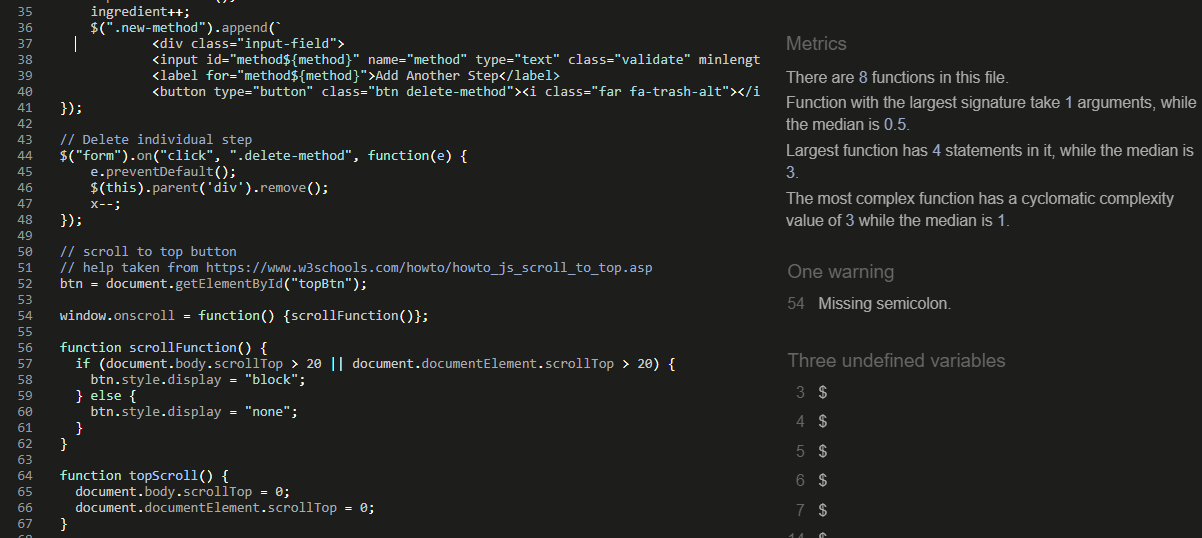 35 ingredient++;
36 $(".new-method").append(`
37 <div class="input-field">
38 <input id="method${method}" name="method" type="text" class="validate" minlengt
39 <label for="method${method}">Add Another Step</label>
40 <button type="button" class="btn delete-method"><i class="far fa-trash-alt"></i
41 });
42
43 // Delete individual step
44 $("form").on("click", ".delete-method", function(e) {
45 e.preventDefault();
46 $(this).parent('div').remove();
47 x--;
48 });
49
50 // scroll to top button
51 // help taken from https://www.w3schools.com/howto/howto_js_scroll_to_top.asp
52 btn = document.getElementById("topBtn");
53
54 window.onscroll = function() {scrollFunction()};
55
56 function scrollFunction() {
57 if (document.body.scrollTop > 20 || document.documentElement.scrollTop > 20) {
58 btn.style.display = "block";
59 } else {
60 btn.style.display = "none";
61 }
62 }
63
64 function topScroll() {
65 document.body.scrollTop = 0;
66 document.documentElement.scrollTop = 0;
67 }
Metrics
There are 8 functions in this file.
Function with the largest signature take 1 arguments, while
the median is 0.5.
Largest function has 4 statements in it, while the median is
3.
The most complex function has a cyclomatic complexity
value of 3 while the median is 1.
One warning
54 Missing semicolon.
Three undefined variables
3 $
4 $
5 $
6 $
7 $